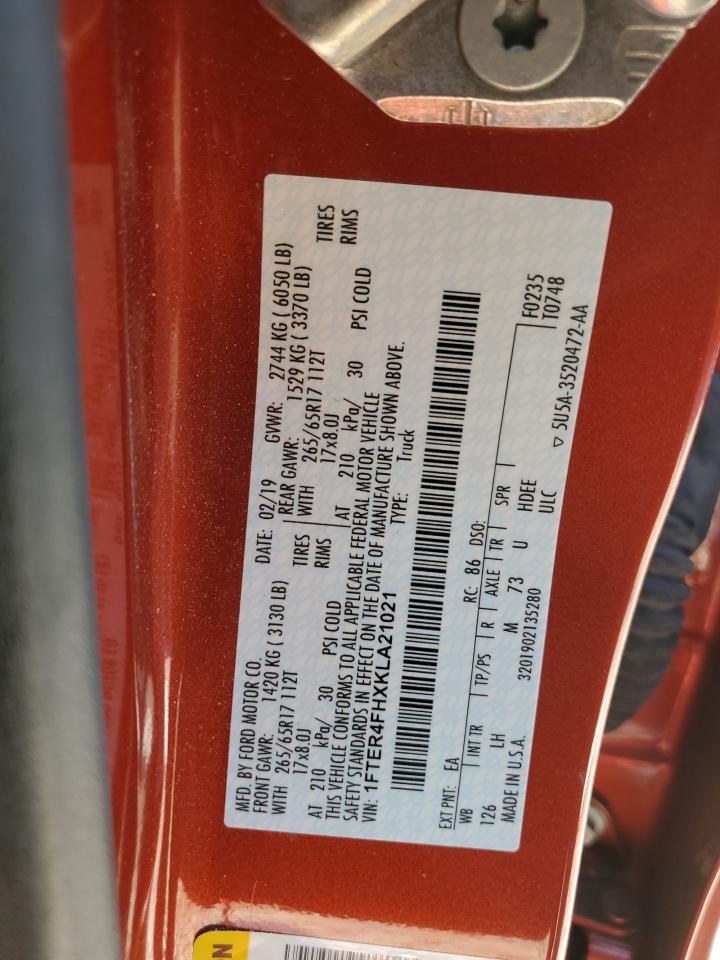 MFD. BY FORD MOTOR CO.
DATE: 02/19 GVWR: 2744 KG ( 6050 LB)
FRONT GAWR: 1420 KG ( 3130 LB) REAR GAWR: 1529 KG ( 3370 LB)
WITH 265/65R17 112T TIRES WITH 265/65R17 112T TIRES
17x8.0J RIMS 17x8.0J RIMS
AT 210 kPa/ 30 PSI COLD AT 210 kPa/ 30 PSI COLD
THIS VEHICLE CONFORMS TO ALL APPLICABLE FEDERAL MOTOR VEHICLE
SAFETY STANDARDS IN EFFECT ON THE DATE OF MANUFACTURE SHOWN ABOVE.
VIN: 1FTER4FHXKLA21021 TYPE: Truck
EXT PNT: EA RC: 86 DSO:
WB INT TR TP/PS R AXLE TR SPR F0235
126 LH M 73 U HDEE T0748
MADE IN U.S.A. 3201902135280 ULC ▽ 5U5A-3520472-AA
N